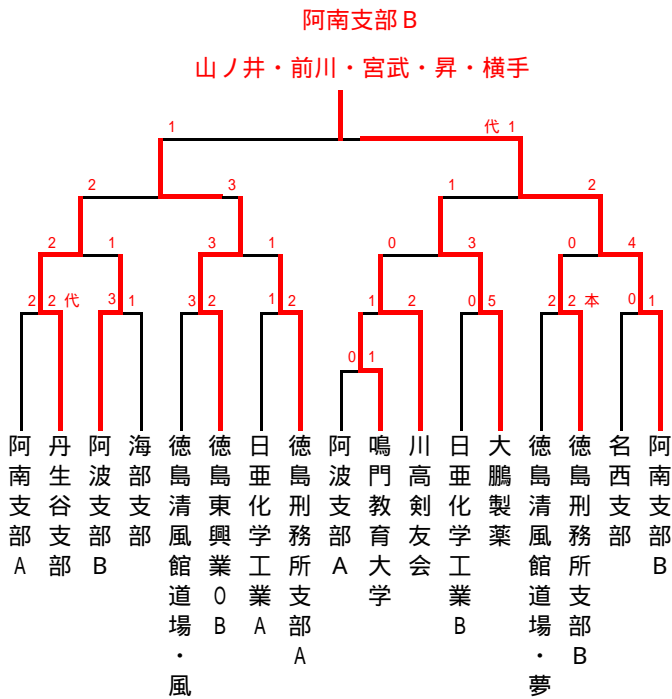 阿南支部B
山ノ井・前川・宮武・昇・横手
1 代 1
2 3 1 2
2 1 3 1 0 3 0 4
2 2 代 3 1 3 2 1 2 1 2 0 5 2 2 本 0 1
0 1
阿南支部A
丹生谷支部
阿波支部B
海部支部
徳島清風館道場・風
徳島東興業OB
日亜化学工業A
徳島刑務所支部A
阿波支部A
鳴門教育大学
川高剣友会
日亜化学工業B
大鵬製薬
徳島清風館道場・夢
徳島刑務所支部B
名西支部
阿南支部B